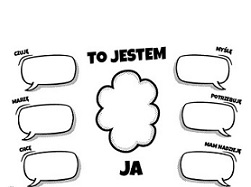 TO JESTEM
CZUJĘ
MYŚLĘ
MARZĘ
POTRZEBUJĘ
CHCĘ
MAM NADZIEJĘ
JA